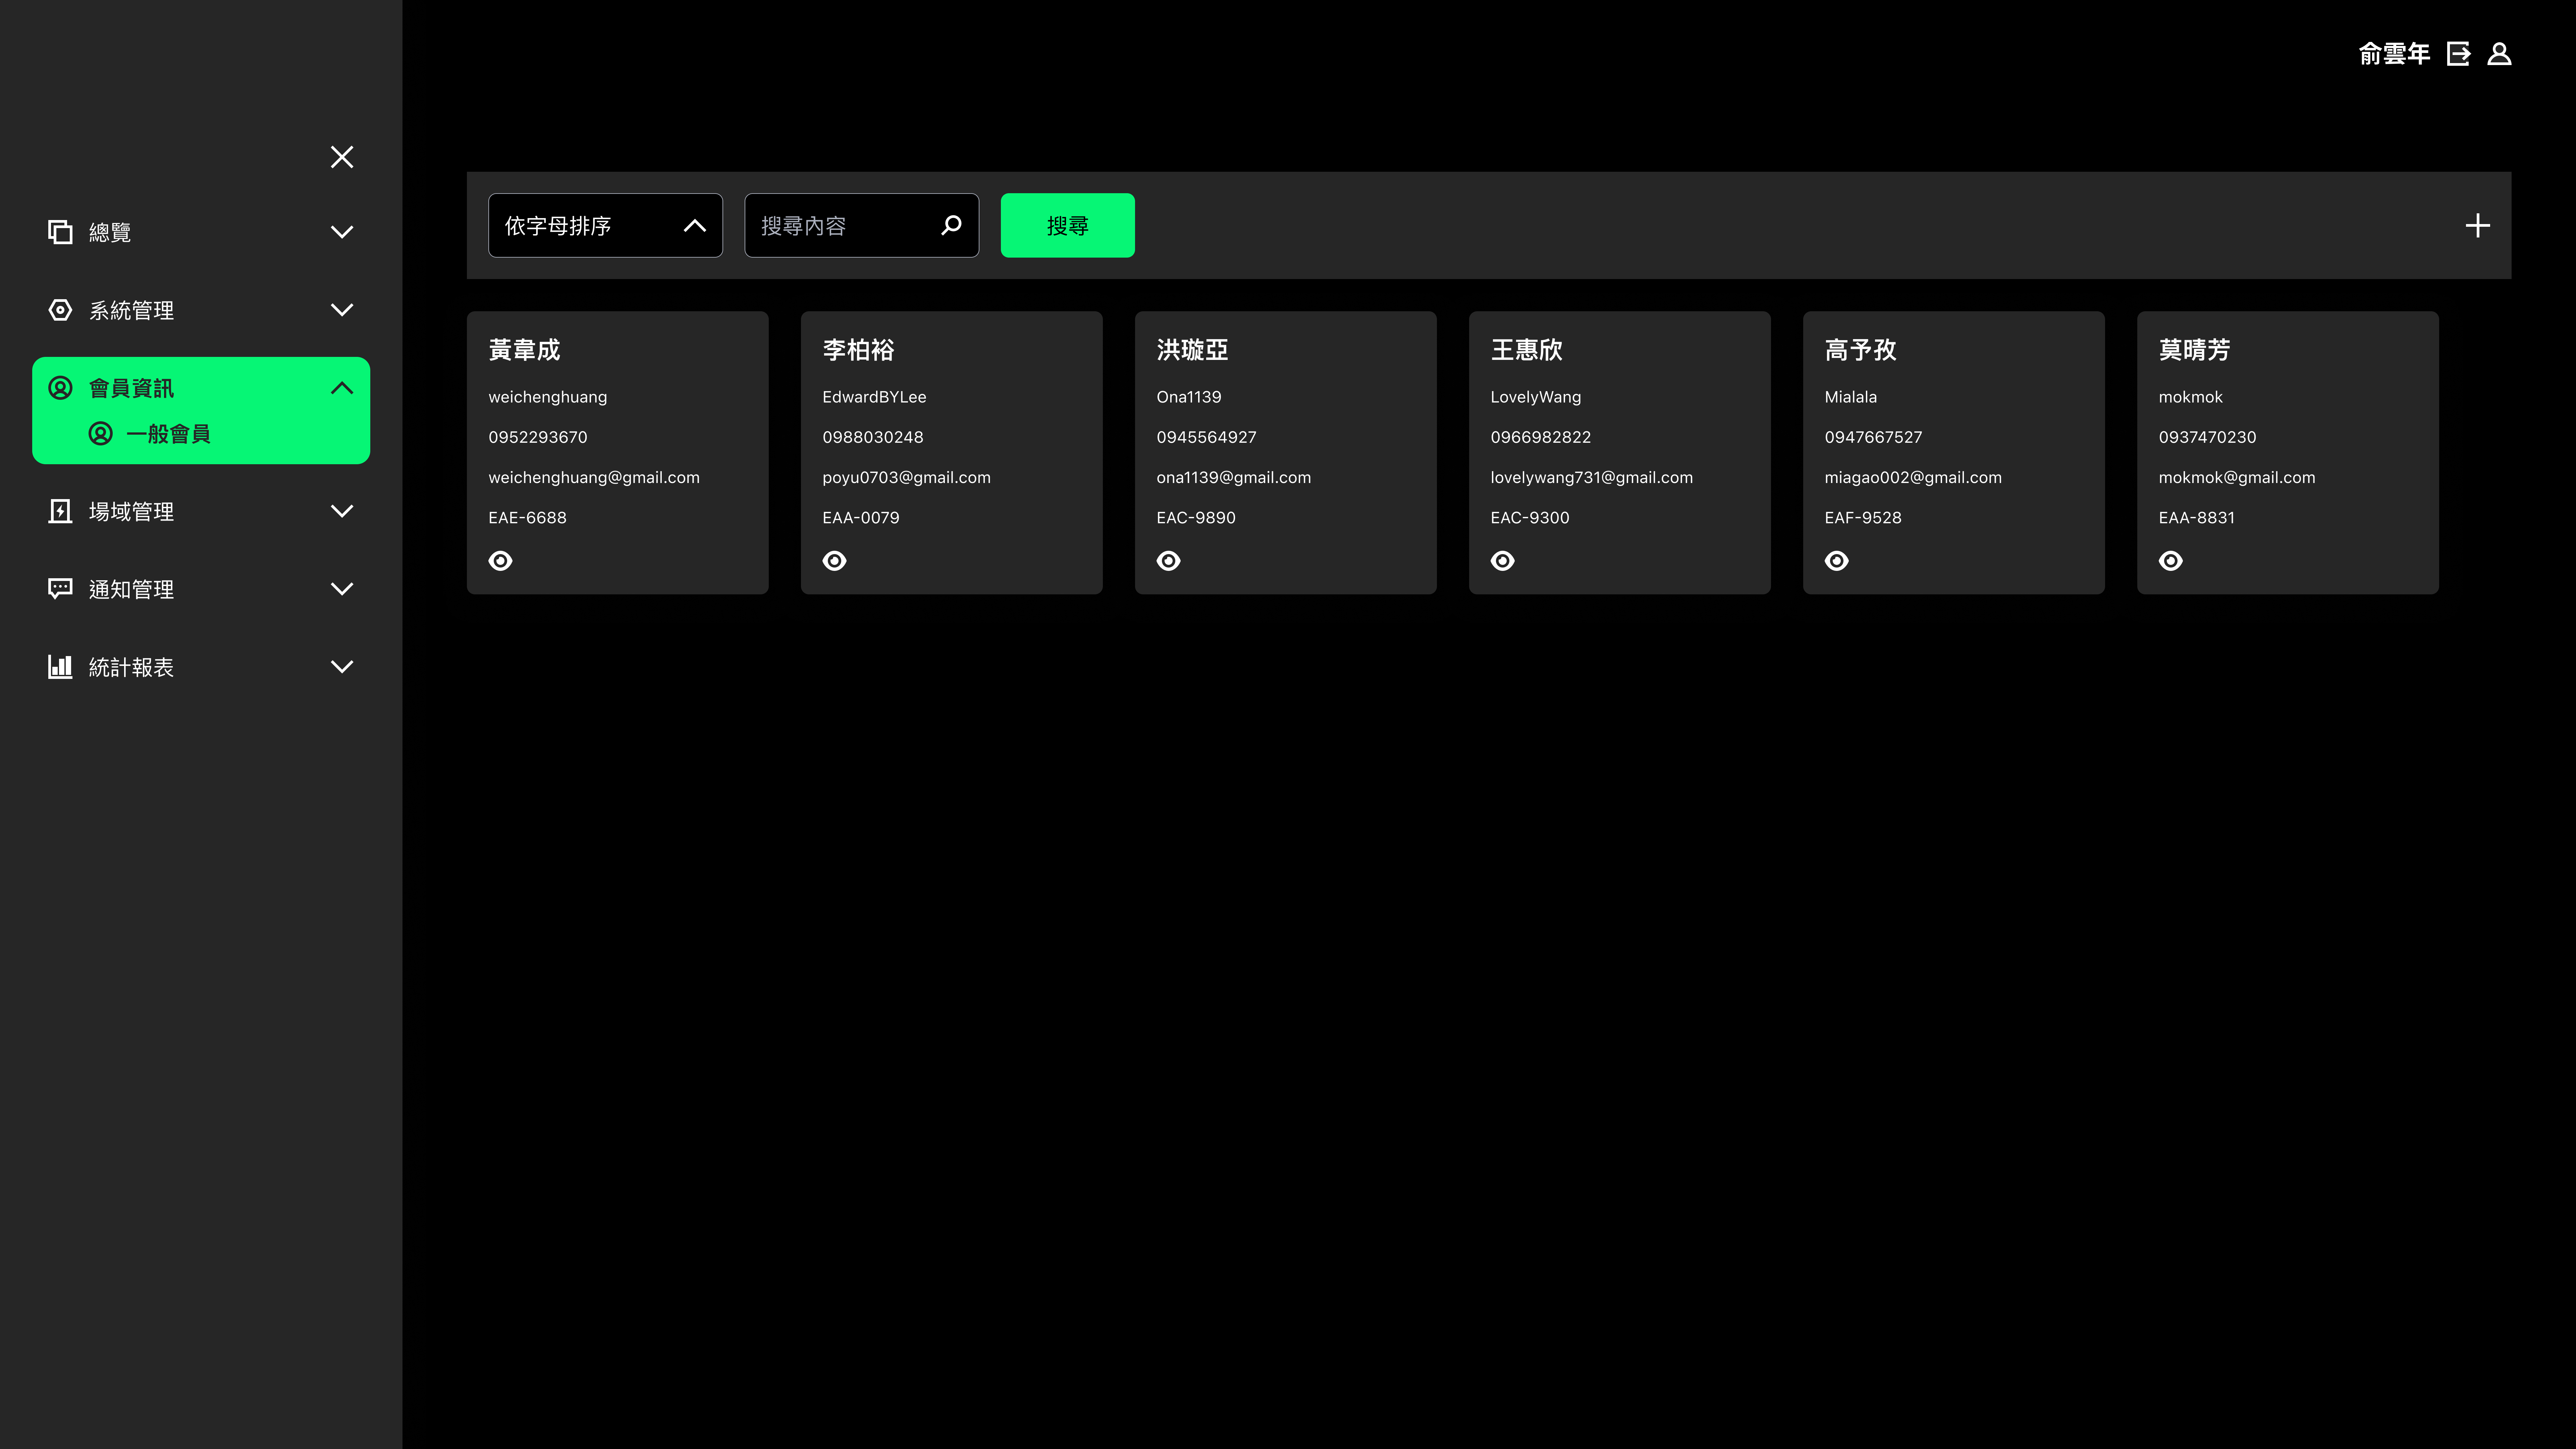 俞雲年
總覽
系統管理
會員資訊
一般會員
場域管理
通知管理
統計報表
依字母排序
搜尋內容
搜尋
黃韋成
weichenghuang
0952293670
weichenghuang@gmail.com
EAE-6688
李柏裕
EdwardBYLee
0988030248
poyu0703@gmail.com
EAA-0079
洪璇亞
Ona1139
0945564927
ona1139@gmail.com
EAC-9890
王惠欣
LovelyWang
0966982822
lovelywang731@gmail.com
EAC-9300
高予孜
Mialala
0947667527
miagao002@gmail.com
EAF-9528
莫晴芳
mokmok
0937470230
mokmok@gmail.com
EAA-8831